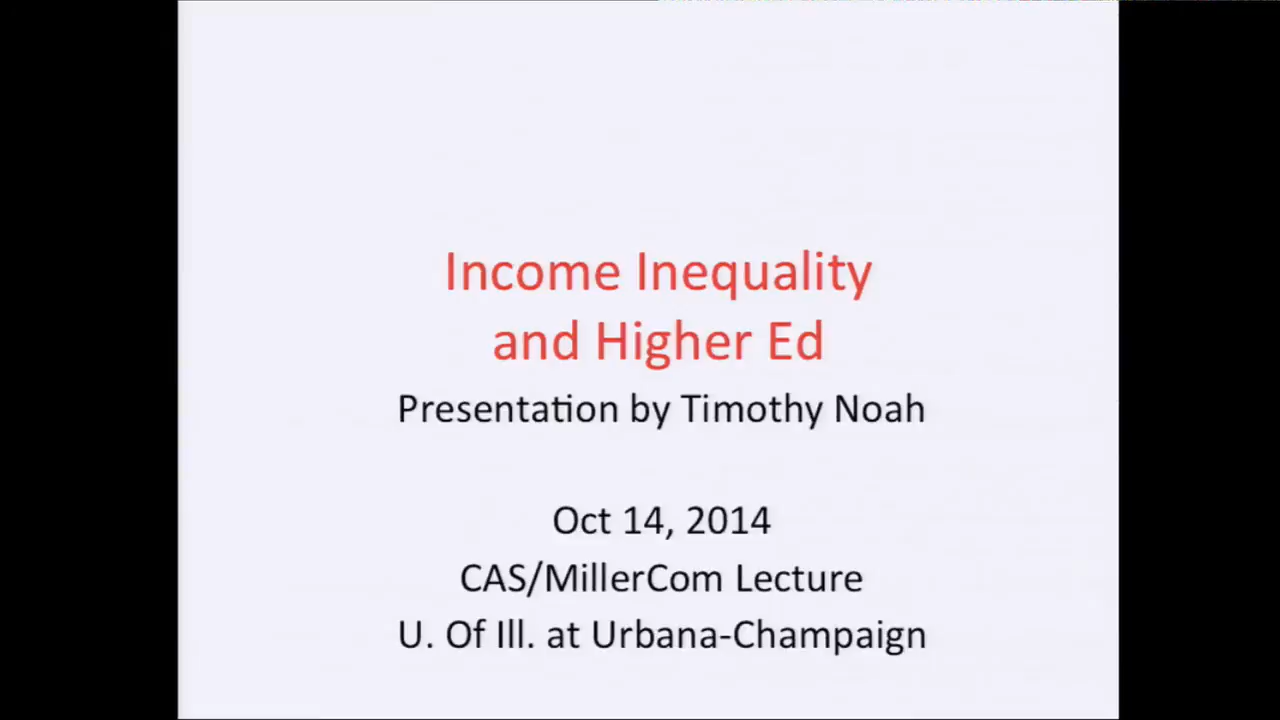 Income Inequality
and Higher Ed
Presentation by Timothy Noah
Oct 14, 2014
CAS/MillerCom Lecture
U. Of Ill. at Urbana-Champaign